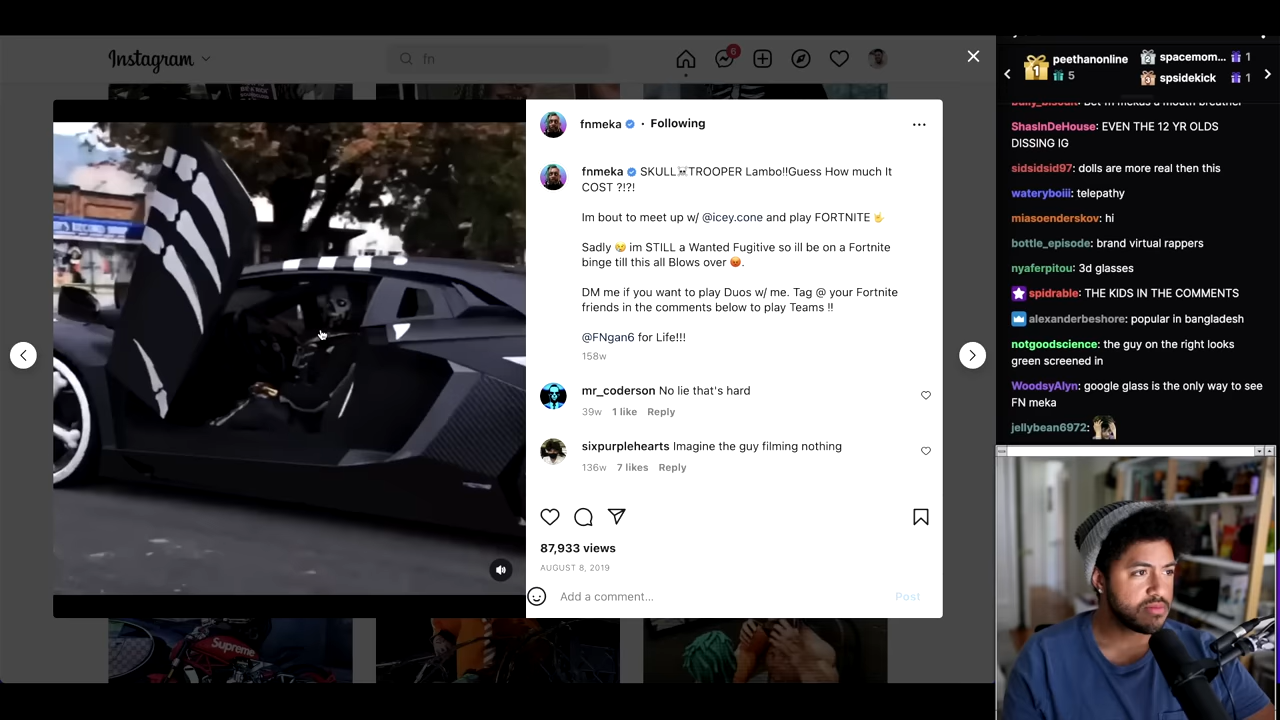 Instagram
fn
6
fnmeka • Following
fnmeka SKULL☠TROOPER Lambo!!Guess How much It
COST ?!?!
Im bout to meet up w/ @icey.cone and play FORTNITE 🤟
Sadly 😢 im STILL a Wanted Fugitive so ill be on a Fortnite
binge till this all Blows over 😡.
DM me if you want to play Duos w/ me. Tag @ your Fortnite
friends in the comments below to play Teams !!
@FNgan6 for Life!!!
158w
mr_coderson No lie that's hard
39w 1 like Reply
sixpurplehearts Imagine the guy filming nothing
136w 7 likes Reply
87,933 views
AUGUST 8, 2019
Add a comment...
Post
Supreme
1 peethanonline
5
2 spacemom... 1
3 spsidekick 1
ShasInDeHouse: EVEN THE 12 YR OLDS
DISSING IG
sidsidsid97: dolls are more real then this
wateryboiii: telepathy
miasoenderskov: hi
bottle_episode: brand virtual rappers
nyaferpitou: 3d glasses
spidrable: THE KIDS IN THE COMMENTS
alexanderbeshore: popular in bangladesh
notgoodscience: the guy on the right looks
green screened in
WoodsyAlyn: google glass is the only way to see
FN meka
jellybean6972: